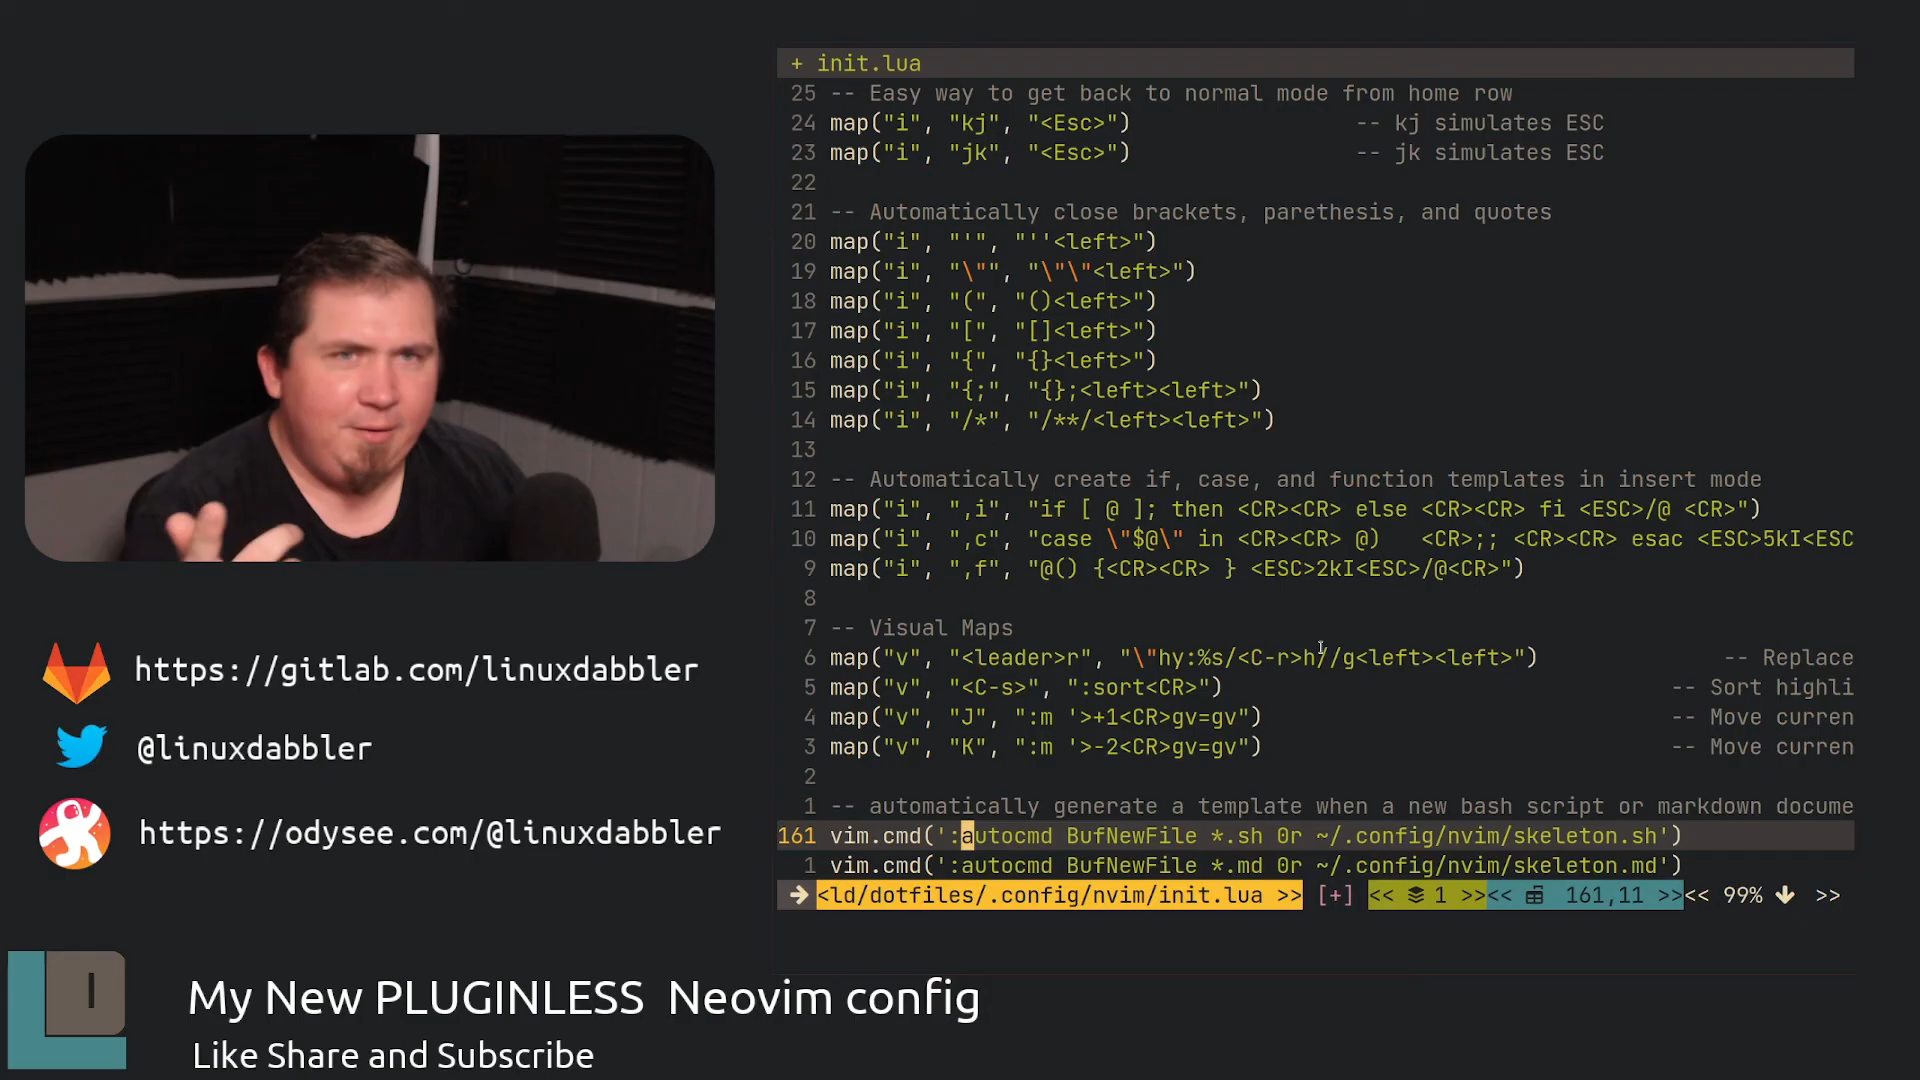 + init.lua
25 -- Easy way to get back to normal mode from home row
24 map("i", "kj", "<Esc>") -- kj simulates ESC
23 map("i", "jk", "<Esc>") -- jk simulates ESC
22
21 -- Automatically close brackets, parethesis, and quotes
20 map("i", "'", "''<left>")
19 map("i", "\"", "\"\"<left>")
18 map("i", "(", "()<left>")
17 map("i", "[", "[]<left>")
16 map("i", "{", "{}<left>")
15 map("i", "{;", "{};<left><left>")
14 map("i", "/*", "/**/<left><left>")
13
12 -- Automatically create if, case, and function templates in insert mode
11 map("i", ",i", "if [ @ ]; then <CR><CR> else <CR><CR> fi <ESC>/@ <CR>")
10 map("i", ",c", "case \"$@\" in <CR><CR> @)   <CR>;; <CR><CR> esac <ESC>5kI<ESC
9 map("i", ",f", "@() {<CR><CR> } <ESC>2kI<ESC>/@<CR>")
8
7 -- Visual Maps
6 map("v", "<leader>r", "\"hy:%s/<C-r>h//g<left><left>") -- Replace
5 map("v", "<C-s>", ":sort<CR>") -- Sort highli
4 map("v", "J", ":m '>+1<CR>gv=gv") -- Move curren
3 map("v", "K", ":m '>-2<CR>gv=gv") -- Move curren
2
1 -- automatically generate a template when a new bash script or markdown docume
161 vim.cmd(':autocmd BufNewFile *.sh 0r ~/.config/nvim/skeleton.sh')
1 vim.cmd(':autocmd BufNewFile *.md 0r ~/.config/nvim/skeleton.md')
<ld/dotfiles/.config/nvim/init.lua >> [+] << 1 >><< 161,11 >><< 99% >>
https://gitlab.com/linuxdabbler
@linuxdabbler
https://odysee.com/@linuxdabbler
My New PLUGINLESS Neovim config
Like Share and Subscribe